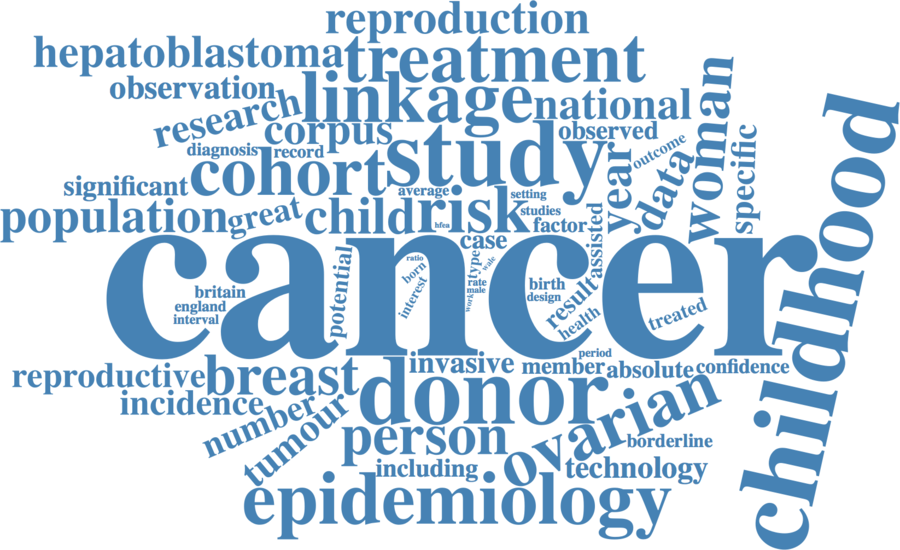 reproduction
hepatoblastoma
treatment
observation
linkage
national
woman
research
corpus
study
observed
specific
childhood
diagnosis
record
cohort
year
outcome
data
significant
average
setting
population
great
child
risk
studies
factor
hfea
case
assisted
cancer
potential
ratio
born
interest
type
wale
rate
male
work
birth
design
result
health
britain
england
interval
treated
period
reproductive
breast
invasive
member
absolute
confidence
incidence
donor
number
tumour
person
ovarian
borderline
including
technology
epidemiology